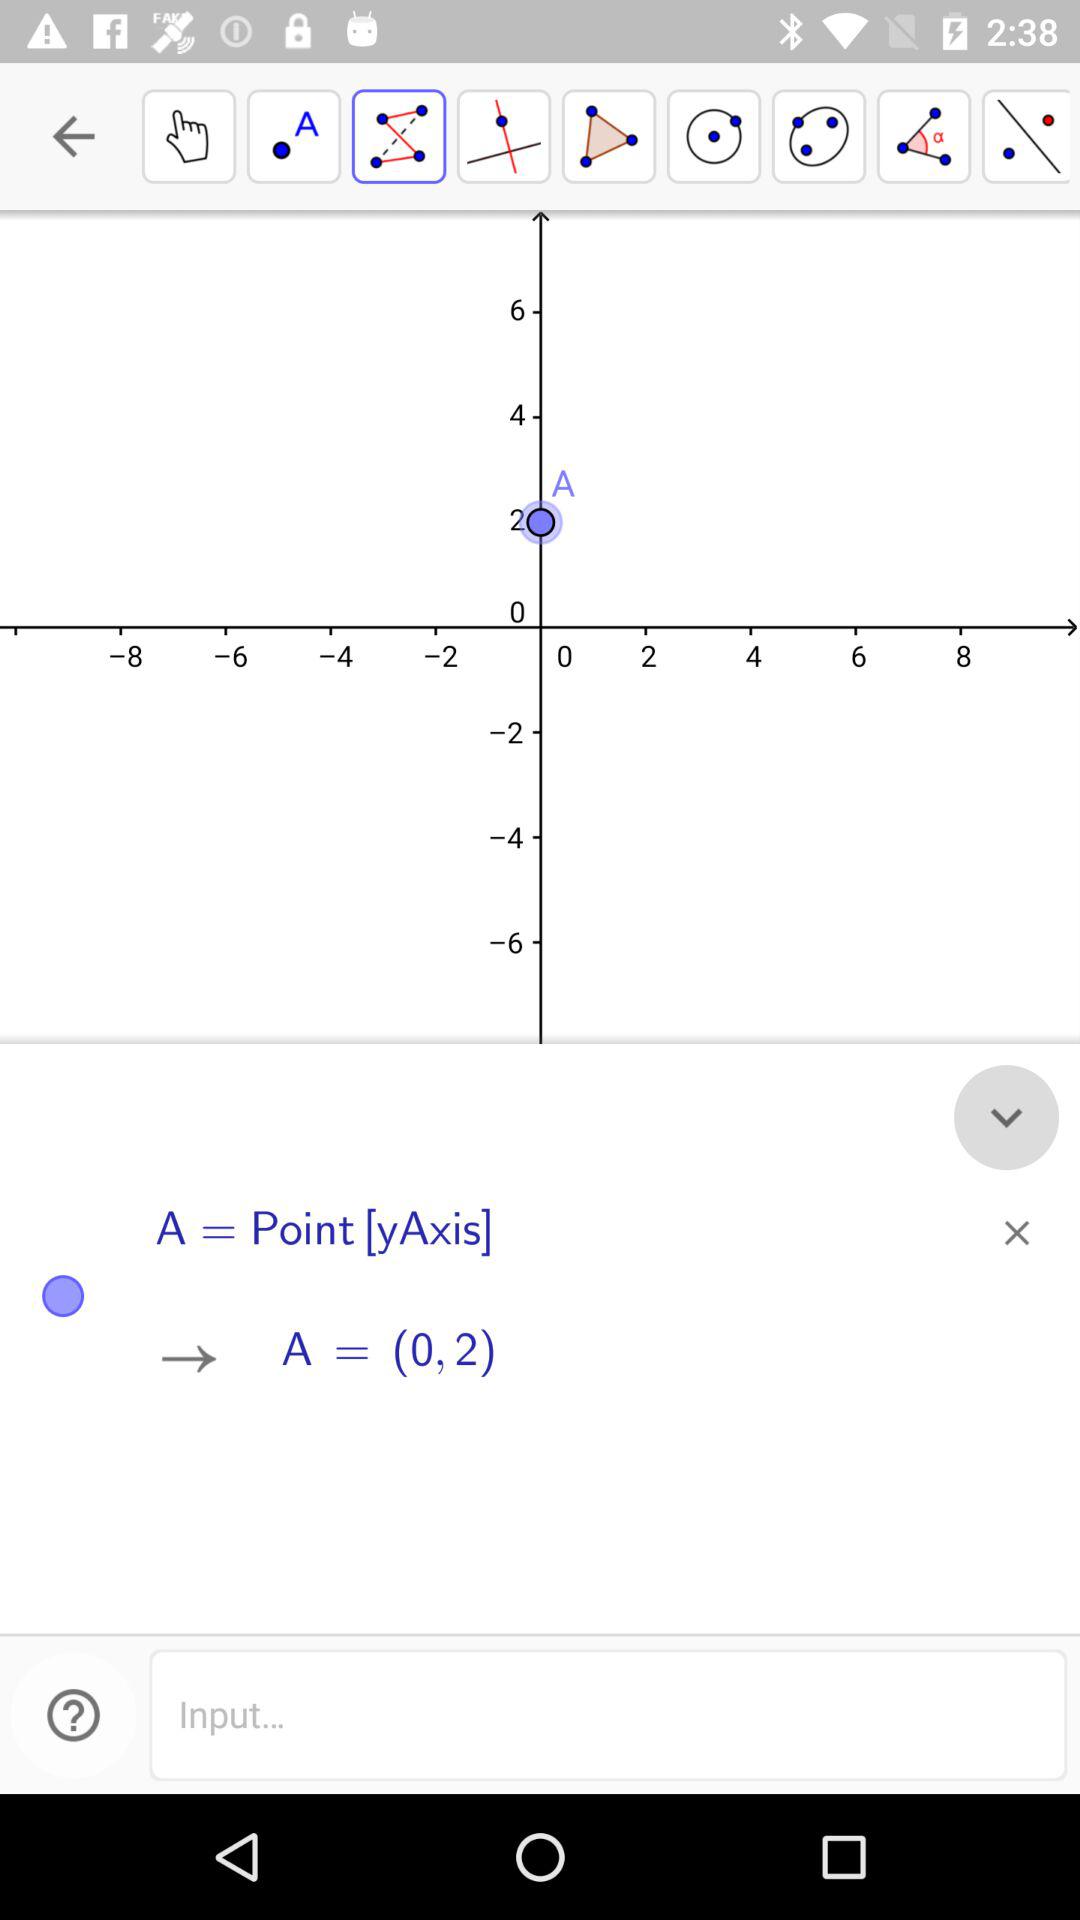 FAKE 2:38
A α
6
4
A
2
0
−8 −6 −4 −2 0 2 4 6 8
−2
−4
−6
A = Point [yAxis]
→ A = (0, 2)
Input...